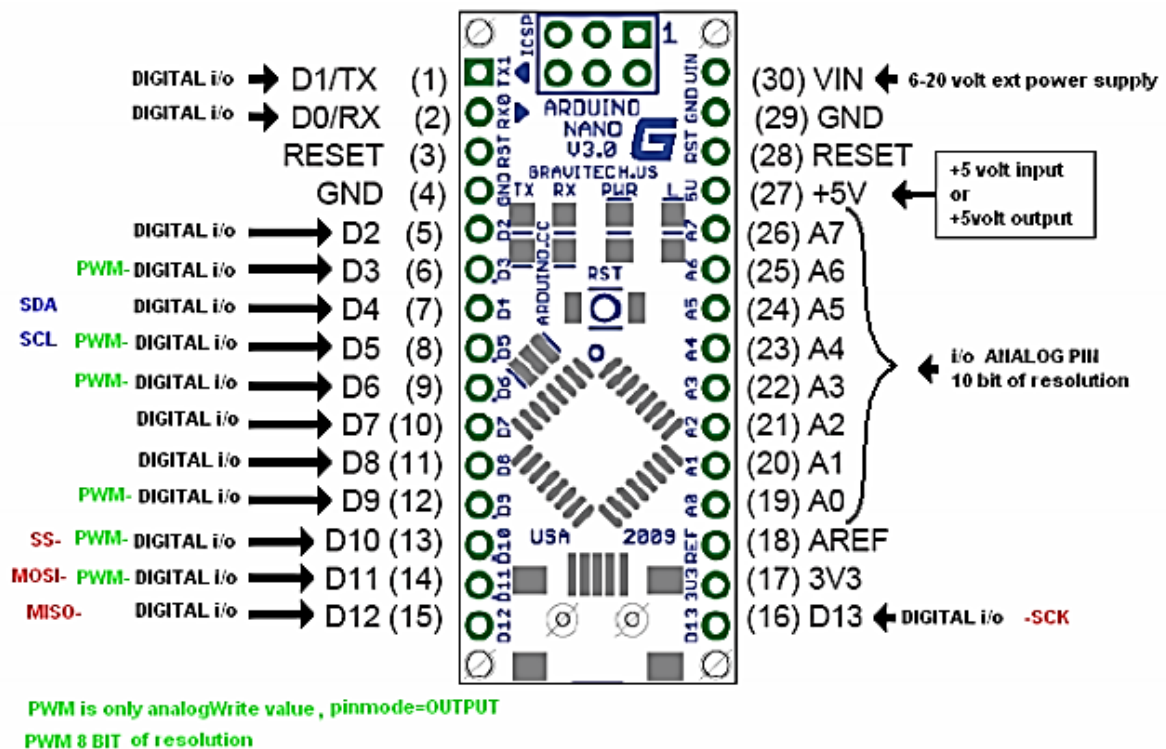 DIGITAL i/o D1/TX (1)
DIGITAL i/o D0/RX (2)
RESET (3)
GND (4)
DIGITAL i/o D2 (5)
PWM- DIGITAL i/o D3 (6)
SDA DIGITAL i/o D4 (7)
SCL PWM- DIGITAL i/o D5 (8)
PWM- DIGITAL i/o D6 (9)
DIGITAL i/o D7 (10)
DIGITAL i/o D8 (11)
PWM- DIGITAL i/o D9 (12)
SS- PWM- DIGITAL i/o D10 (13)
MOSI- PWM- DIGITAL i/o D11 (14)
MISO- DIGITAL i/o D12 (15)
ICSP
1
TX1
RX0
RST
GND
D2
D3
D4
D5
D6
D7
D8
D9
D10
D11
D12
ARDUINO
NANO
V3.0
G
GRAVITECH.US
TX RX PWR L
ARDUINO.CC
RST
USA 2009
VIN
GND
RST
5V
A7
A6
A5
A4
A3
A2
A1
A0
REF
3V3
D13
(30) VIN 6-20 volt ext power supply
(29) GND
(28) RESET
(27) +5V
+5 volt input
or
+5volt output
(26) A7
(25) A6
(24) A5
(23) A4
(22) A3
(21) A2
(20) A1
(19) A0
i/o ANALOG PIN
10 bit of resolution
(18) AREF
(17) 3V3
(16) D13 DIGITAL i/o -SCK
PWM is only analogWrite value , pinmode=OUTPUT
PWM 8 BIT of resolution